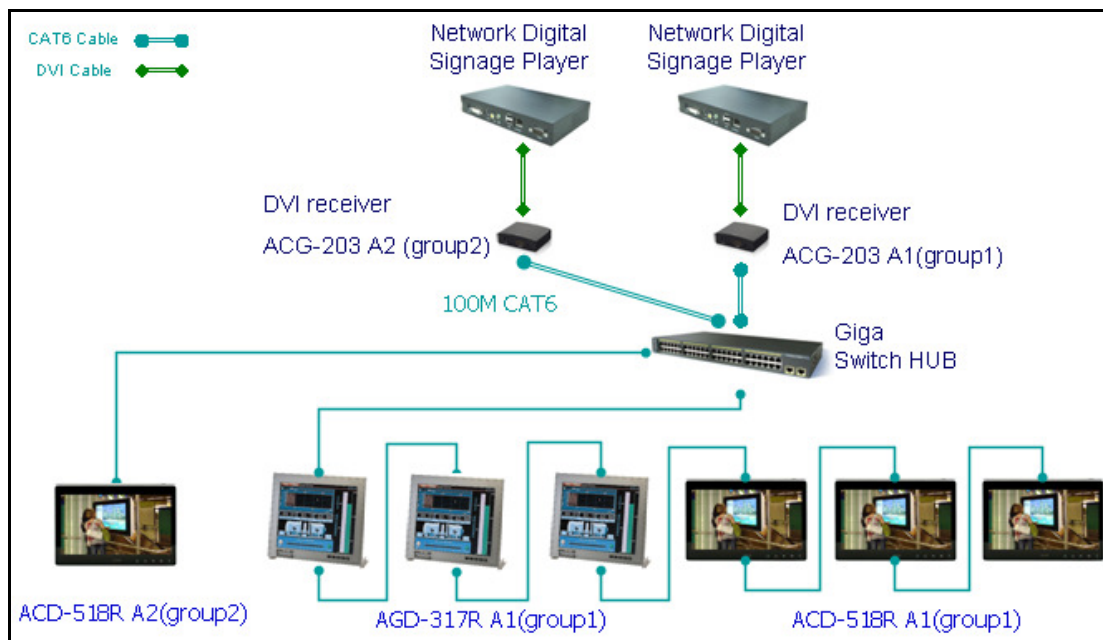 CAT6 Cable
DVI Cable
Network Digital
Signage Player
Network Digital
Signage Player
DVI receiver
ACG-203 A2 (group2)
DVI receiver
ACG-203 A1(group1)
100M CAT6
Giga
Switch HUB
ACD-518R A2(group2)
AGD-317R A1(group1)
ACD-518R A1(group1)